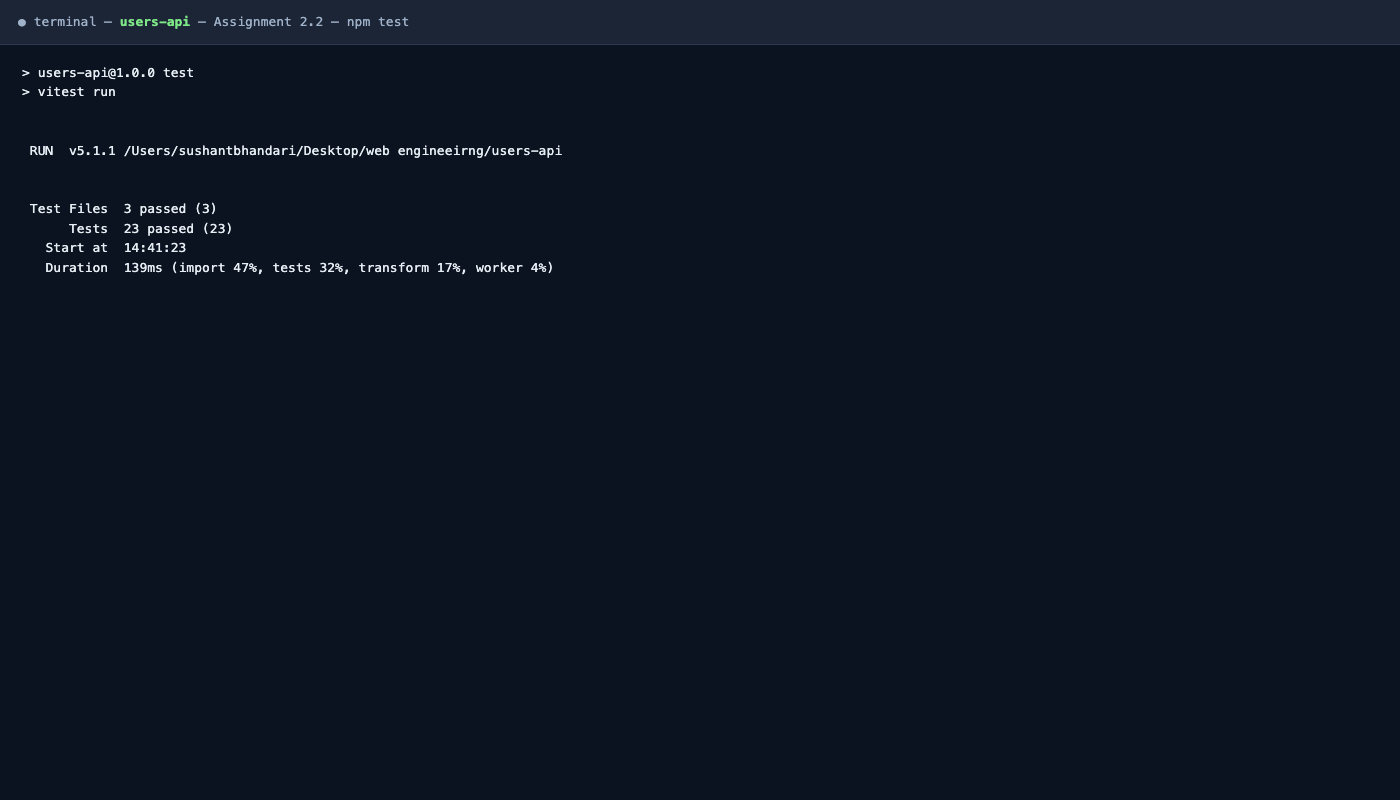 ● terminal — users-api — Assignment 2.2 — npm test
> users-api@1.0.0 test
> vitest run
RUN  v5.1.1 /Users/sushantbhandari/Desktop/web engineeirng/users-api
Test Files  3 passed (3)
Tests  23 passed (23)
Start at  14:41:23
Duration  139ms (import 47%, tests 32%, transform 17%, worker 4%)